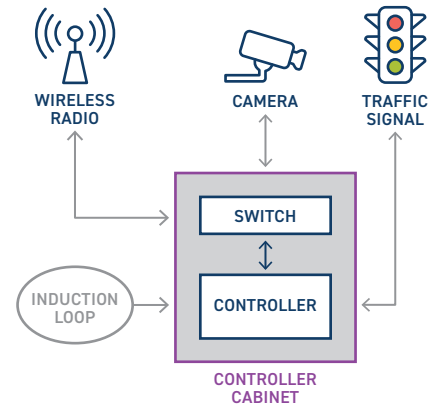 WIRELESS
RADIO
CAMERA
TRAFFIC
SIGNAL
SWITCH
INDUCTION
LOOP
CONTROLLER
CONTROLLER
CABINET